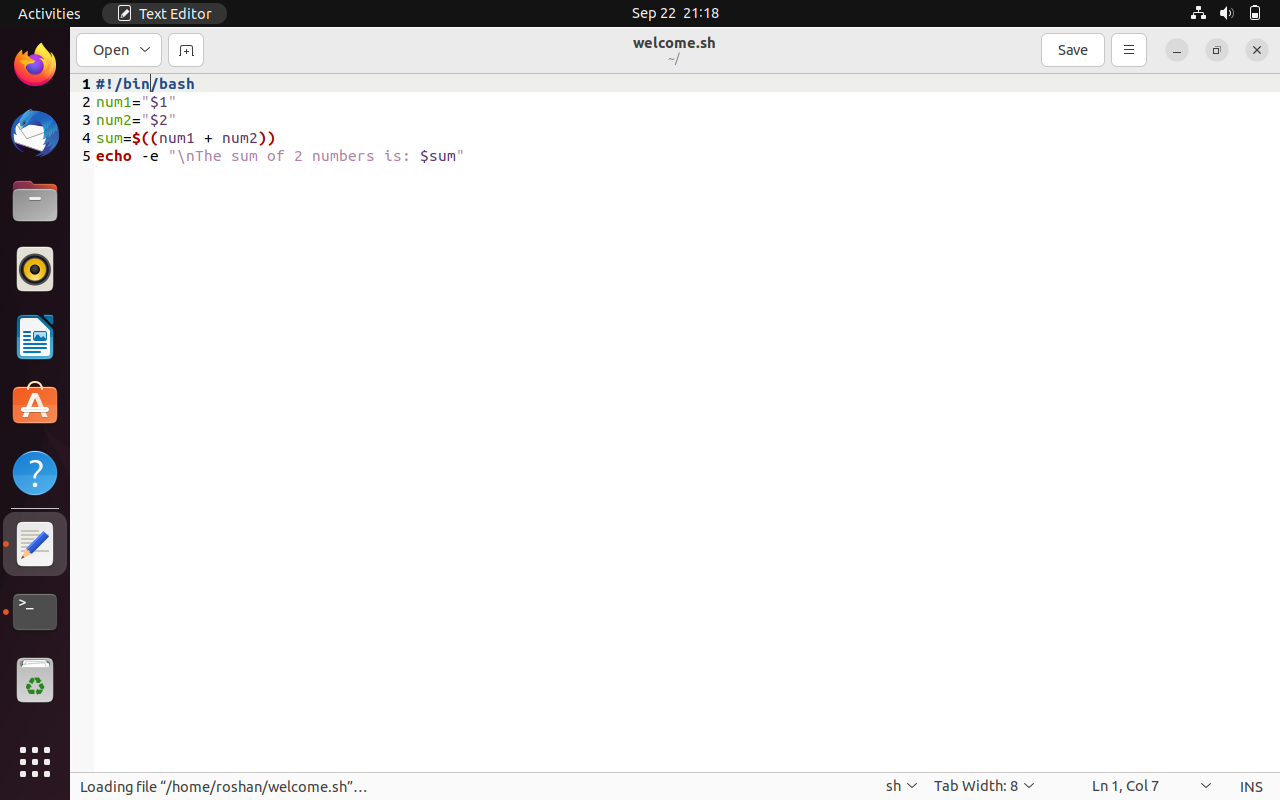 Activities Text Editor Sep 22 21:18
Open welcome.sh Save
~/
1 #!/bin/bash
2 num1="$1"
3 num2="$2"
4 sum=$((num1 + num2))
5 echo -e "\nThe sum of 2 numbers is: $sum"
>_
Loading file “/home/roshan/welcome.sh”… sh Tab Width: 8 Ln 1, Col 7 INS